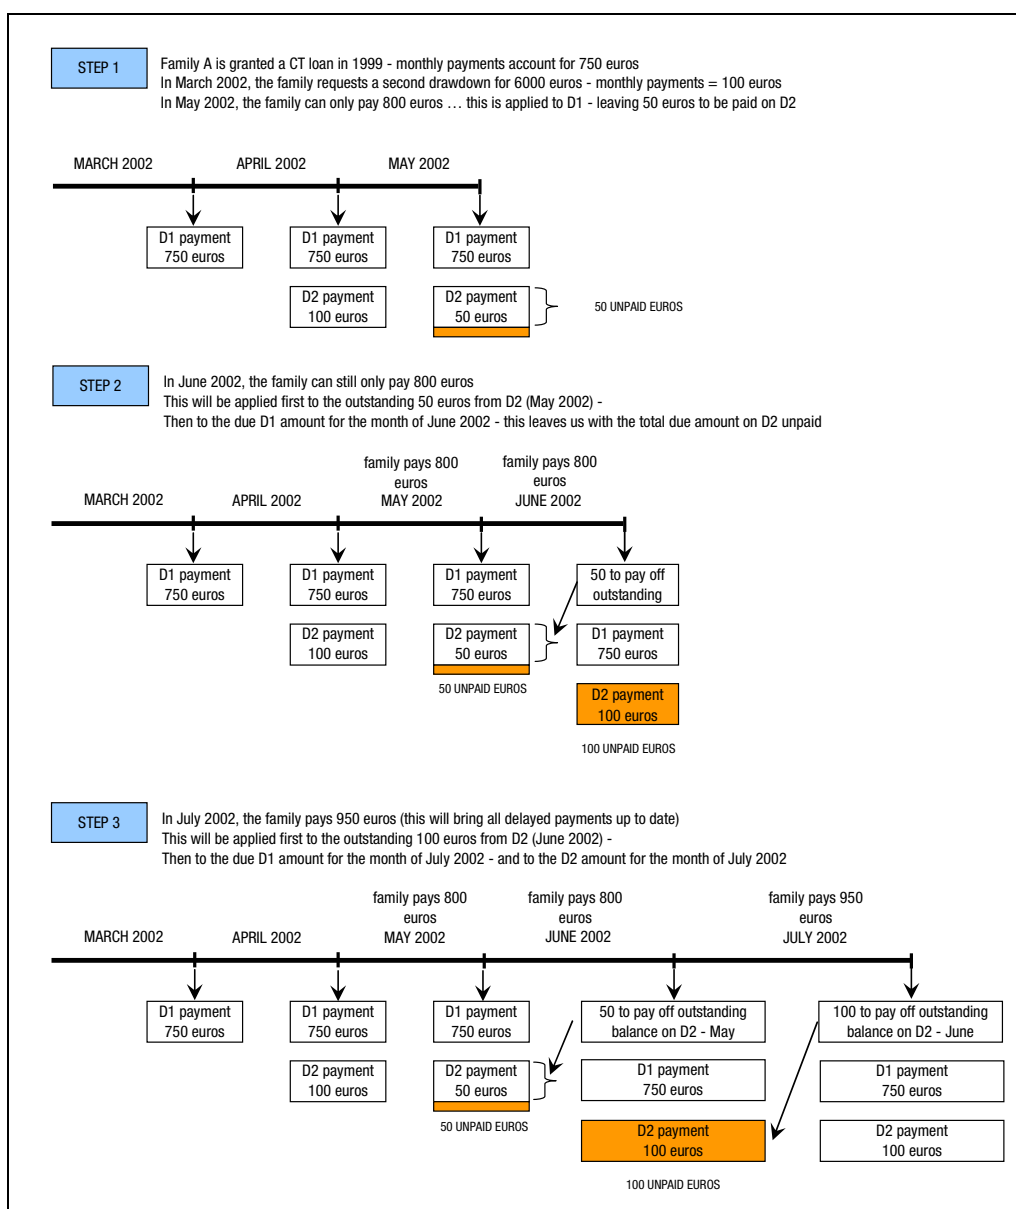 STEP 1
Family A is granted a CT loan in 1999 - monthly payments account for 750 euros
In March 2002, the family requests a second drawdown for 6000 euros - monthly payments = 100 euros
In May 2002, the family can only pay 800 euros … this is applied to D1 - leaving 50 euros to be paid on D2
MARCH 2002 APRIL 2002 MAY 2002
D1 payment D1 payment D1 payment
750 euros 750 euros 750 euros
D2 payment D2 payment
100 euros 50 euros
50 UNPAID EUROS
STEP 2
In June 2002, the family can still only pay 800 euros
This will be applied first to the outstanding 50 euros from D2 (May 2002) -
Then to the due D1 amount for the month of June 2002 - this leaves us with the total due amount on D2 unpaid
family pays 800 family pays 800
euros euros
MARCH 2002 APRIL 2002 MAY 2002 JUNE 2002
D1 payment D1 payment D1 payment 50 to pay off
750 euros 750 euros 750 euros outstanding
D2 payment D2 payment D1 payment
100 euros 50 euros 750 euros
50 UNPAID EUROS
D2 payment
100 euros
100 UNPAID EUROS
STEP 3
In July 2002, the family pays 950 euros (this will bring all delayed payments up to date)
This will be applied first to the outstanding 100 euros from D2 (June 2002) -
Then to the due D1 amount for the month of July 2002 - and to the D2 amount for the month of July 2002
family pays 800 family pays 800 family pays 950
euros euros euros
MARCH 2002 APRIL 2002 MAY 2002 JUNE 2002 JULY 2002
D1 payment D1 payment D1 payment 50 to pay off outstanding 100 to pay off outstanding
750 euros 750 euros 750 euros balance on D2 - May balance on D2 - June
D2 payment D2 payment D1 payment D1 payment
100 euros 50 euros 750 euros 750 euros
50 UNPAID EUROS
D2 payment D2 payment
100 euros 100 euros
100 UNPAID EUROS